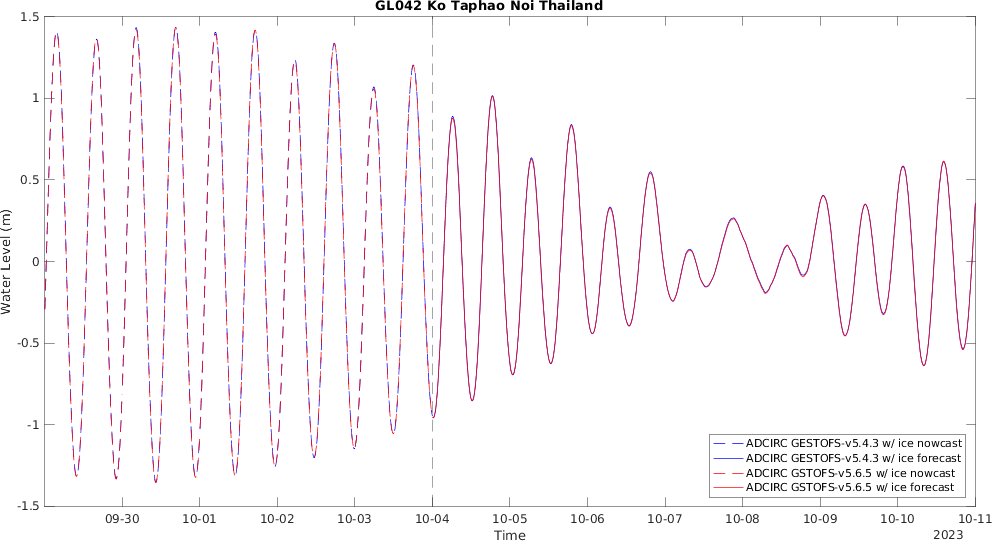 GL042 Ko Taphao Noi Thailand
1.5
1
0.5
0
-0.5
-1
-1.5
Water Level (m)
09-30 10-01 10-02 10-03 10-04 10-05 10-06 10-07 10-08 10-09 10-10 10-11
2023
Time
ADCIRC GESTOFS-v5.4.3 w/ ice nowcast
ADCIRC GESTOFS-v5.4.3 w/ ice forecast
ADCIRC GSTOFS-v5.6.5 w/ ice nowcast
ADCIRC GSTOFS-v5.6.5 w/ ice forecast